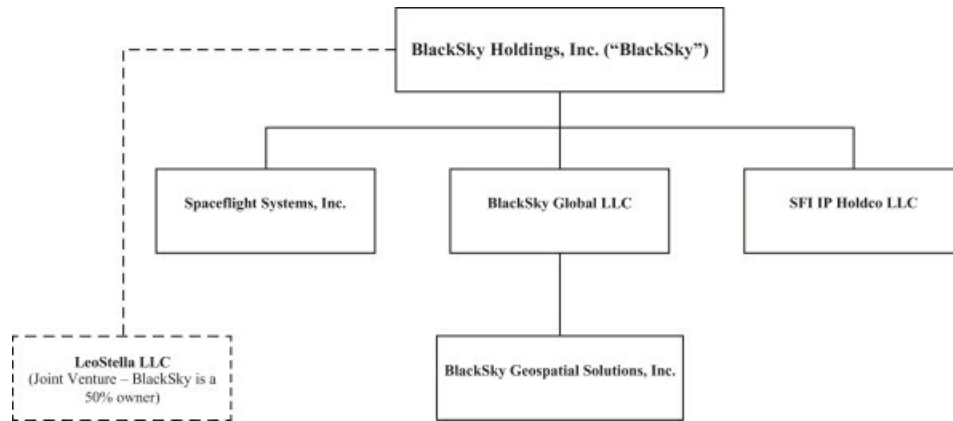 BlackSky Holdings, Inc. (“BlackSky”)
Spaceflight Systems, Inc.
BlackSky Global LLC
SFI IP Holdco LLC
LeoStella LLC
(Joint Venture – BlackSky is a
50% owner)
BlackSky Geospatial Solutions, Inc.